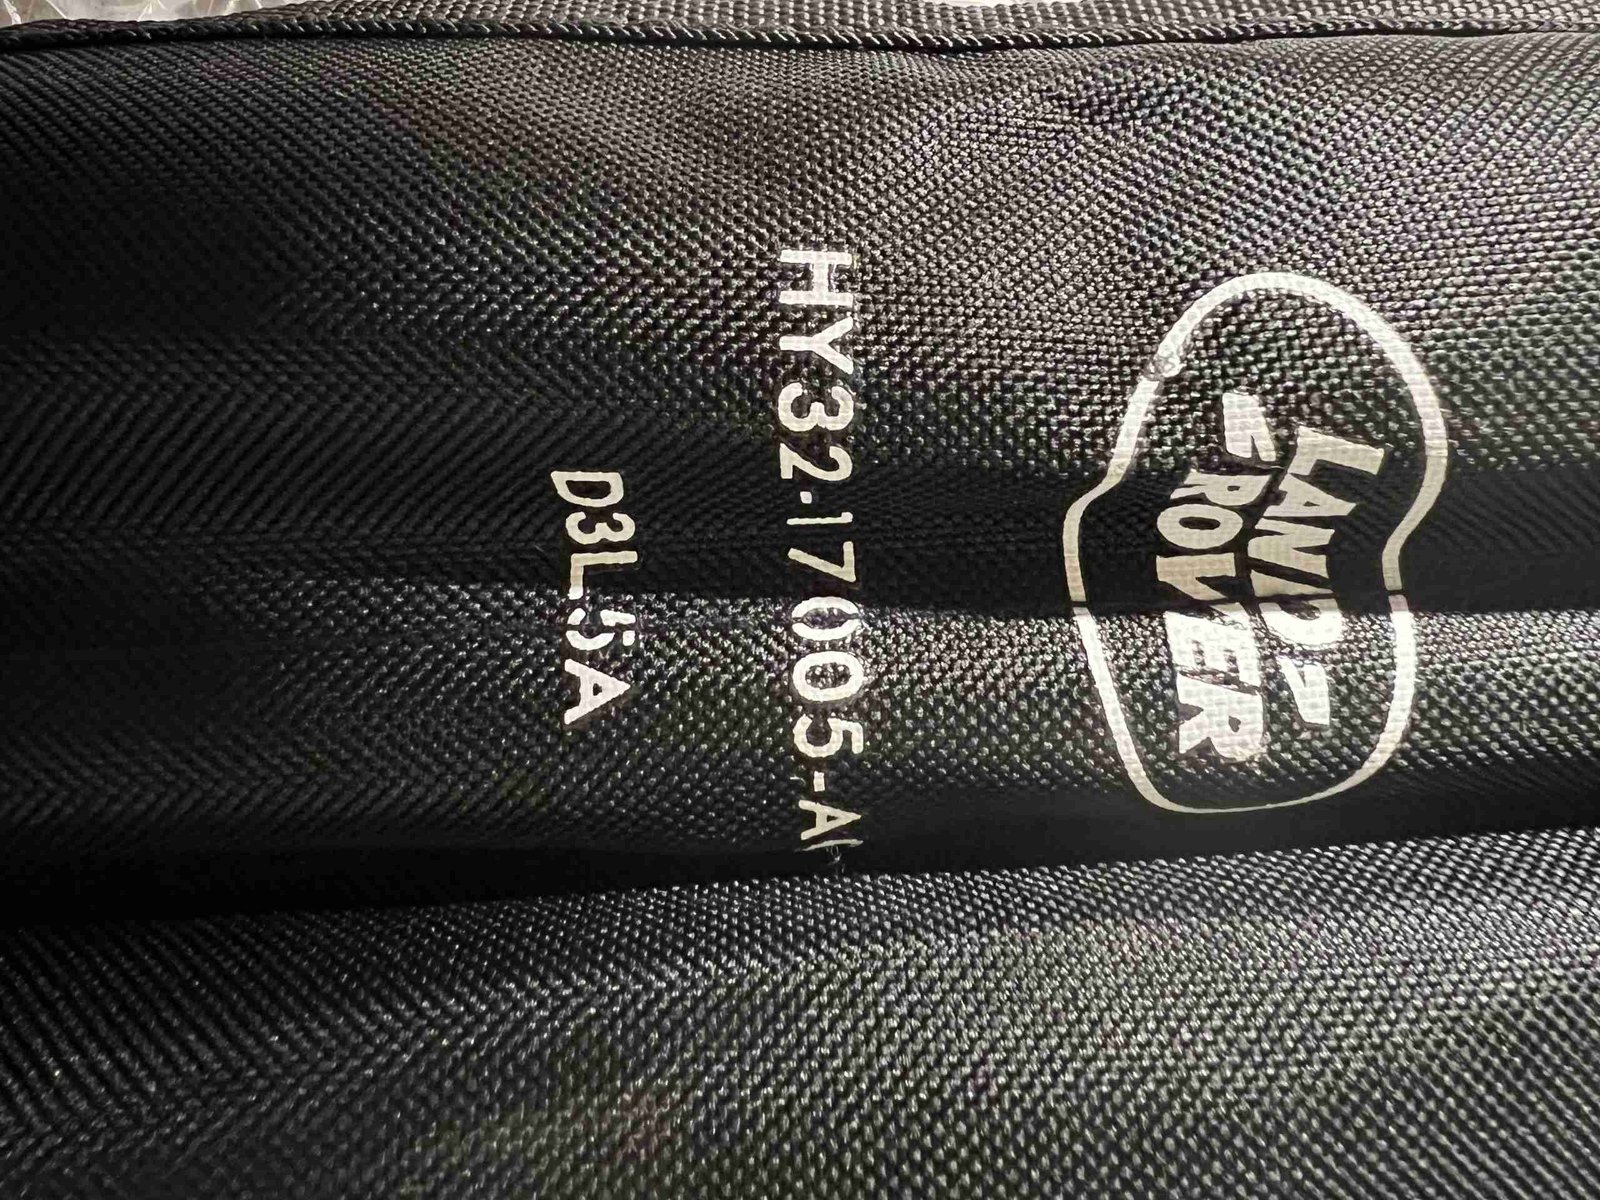 LAND
ROVER
HY32-17005-A
D3L5A